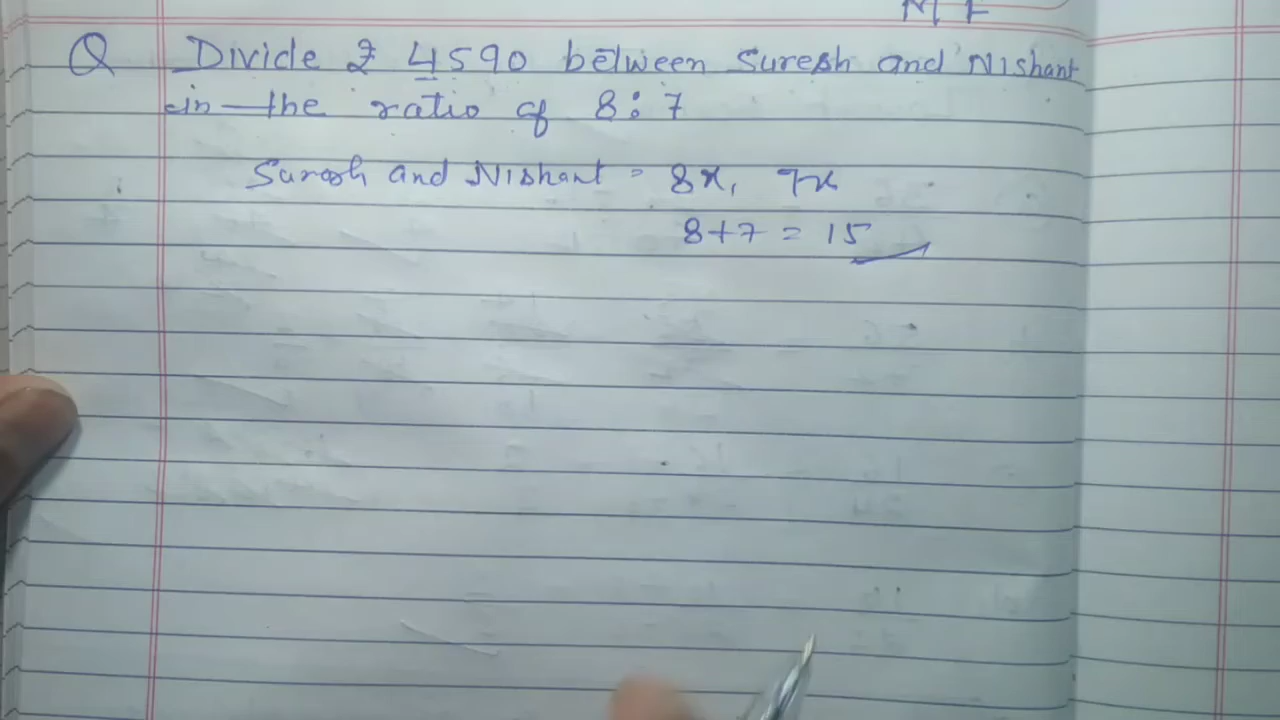 Q Divide ₹ 4590 between Suresh and Nishant
in the ratio of 8:7
Suresh and Nishant = 8x, 7x
8+7 = 15